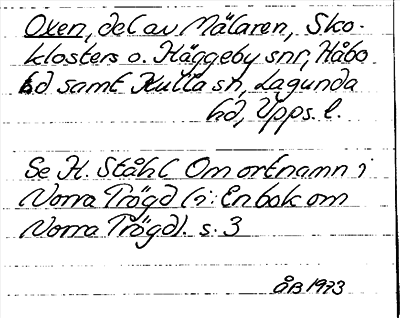 Oxen, del av Mälaren, Sko-
klosters o. Häggeby snr, Håbo
hd samt Kulla sn, Lagunda
hd, Upps. l.
Se H. Ståhl Om ortnamn i
Norra Trögd (i: En bok om
Norra Trögd). s. 3
ÅB 1973